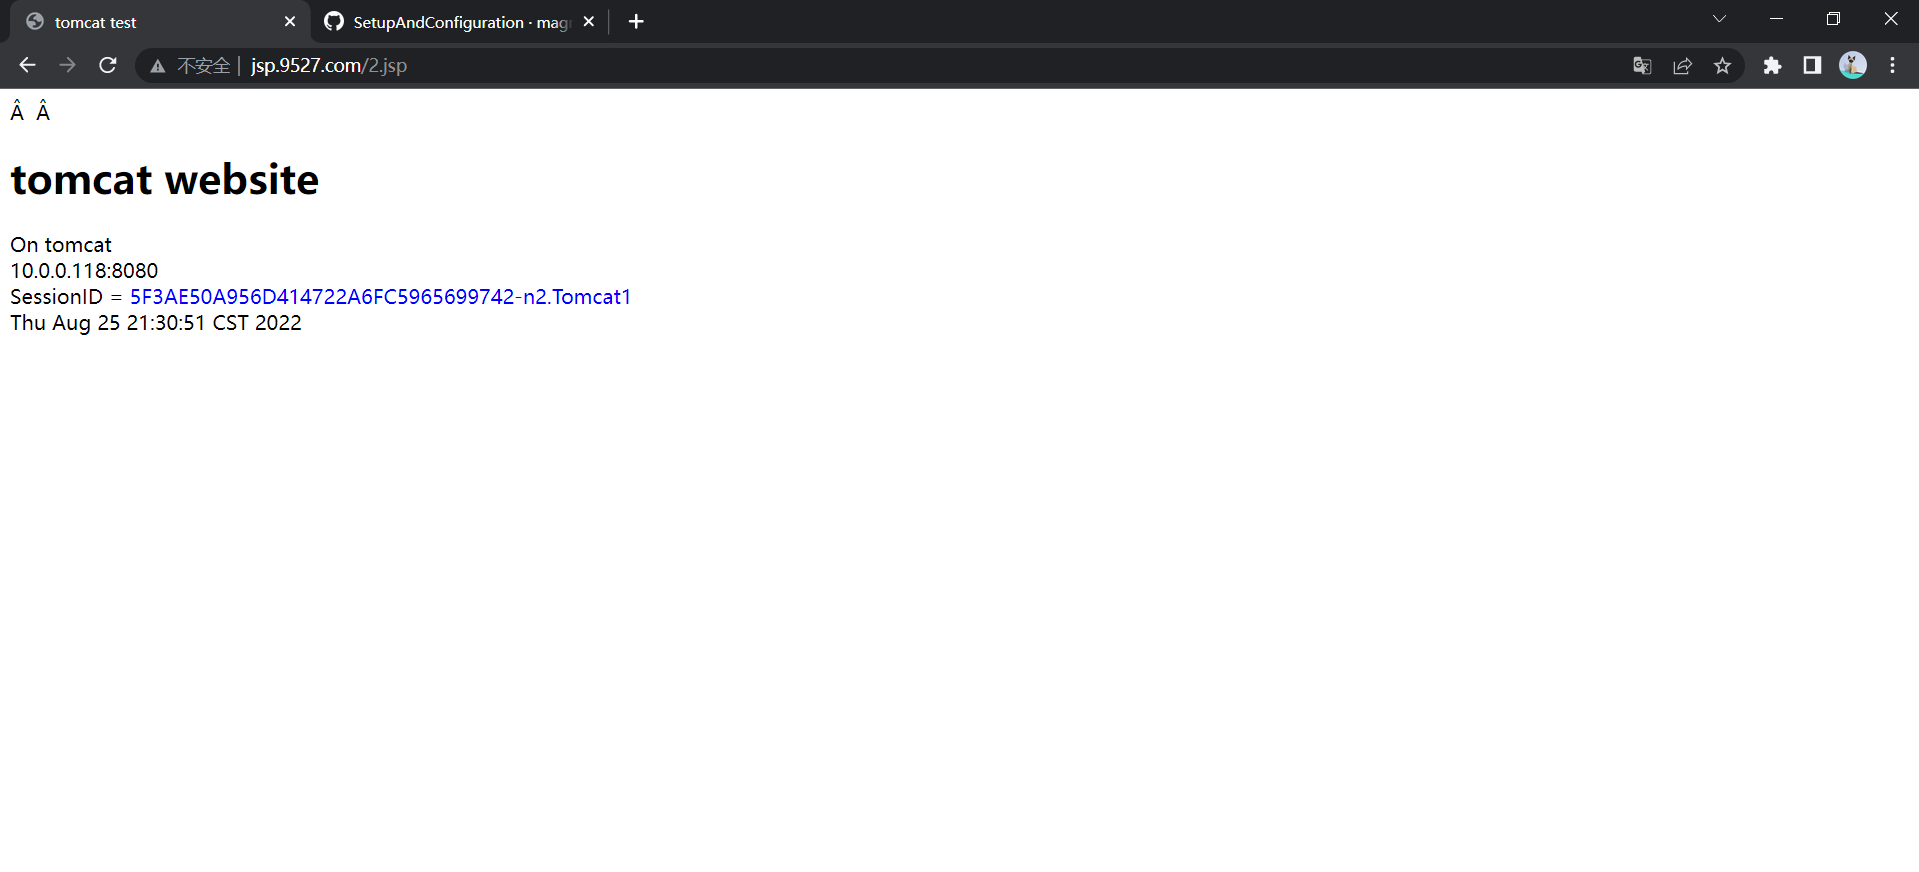 tomcat test
SetupAndConfiguration · mag
不安全 | jsp.9527.com/2.jsp
Â Â
tomcat website
On tomcat
10.0.0.118:8080
SessionID = 5F3AE50A956D414722A6FC5965699742-n2.Tomcat1
Thu Aug 25 21:30:51 CST 2022